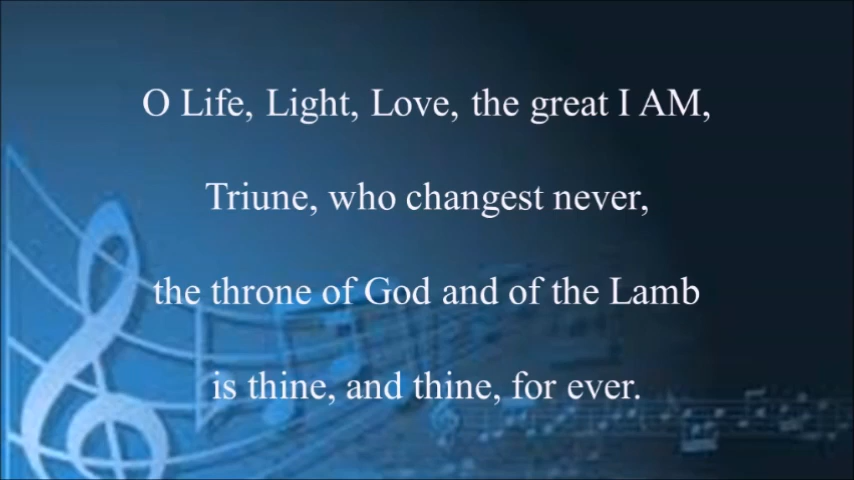 O Life, Light, Love, the great I AM,
Triune, who changest never,
the throne of God and of the Lamb
is thine, and thine, for ever.